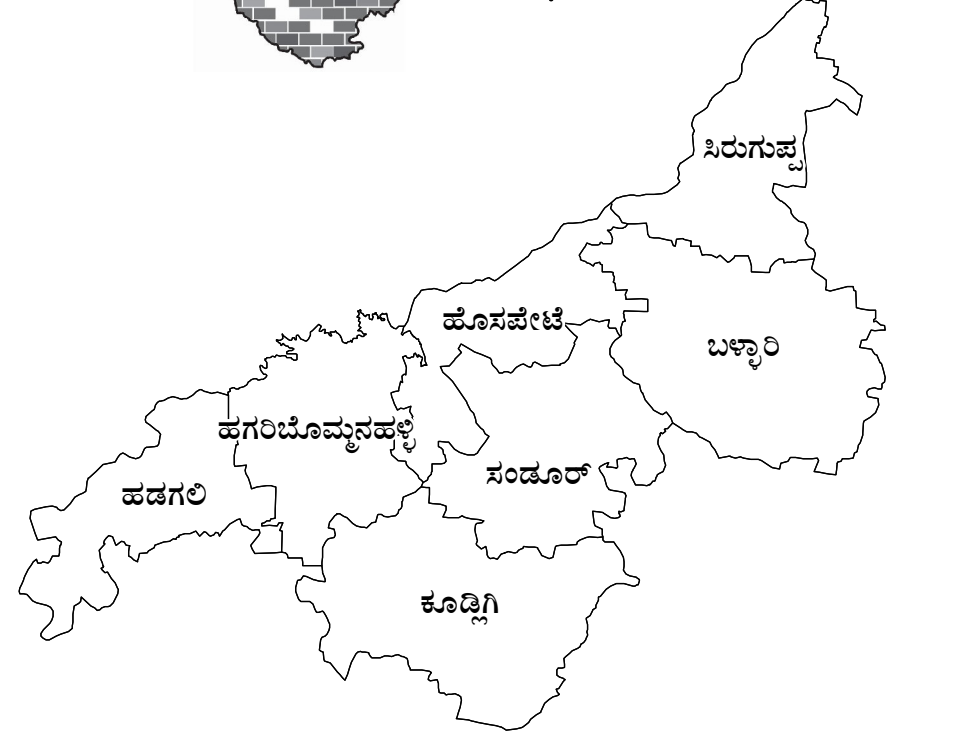 ಸಿರುಗುಪ್ಪ
ಹೊಸಪೇಟೆ
ಬಳ್ಳಾರಿ
ಹಗರಿಬೊಮ್ಮನಹಳ್ಳಿ
ಸಂಡೂರ್
ಹಡಗಲಿ
ಕೂಡ್ಲಿಗಿ